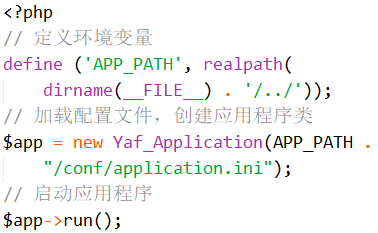 <?php
// 定义环境变量
define ('APP_PATH', realpath(
dirname(__FILE__) . '/../'));
// 加载配置文件，创建应用程序类
$app = new Yaf_Application(APP_PATH .
"/conf/application.ini");
// 启动应用程序
$app->run();